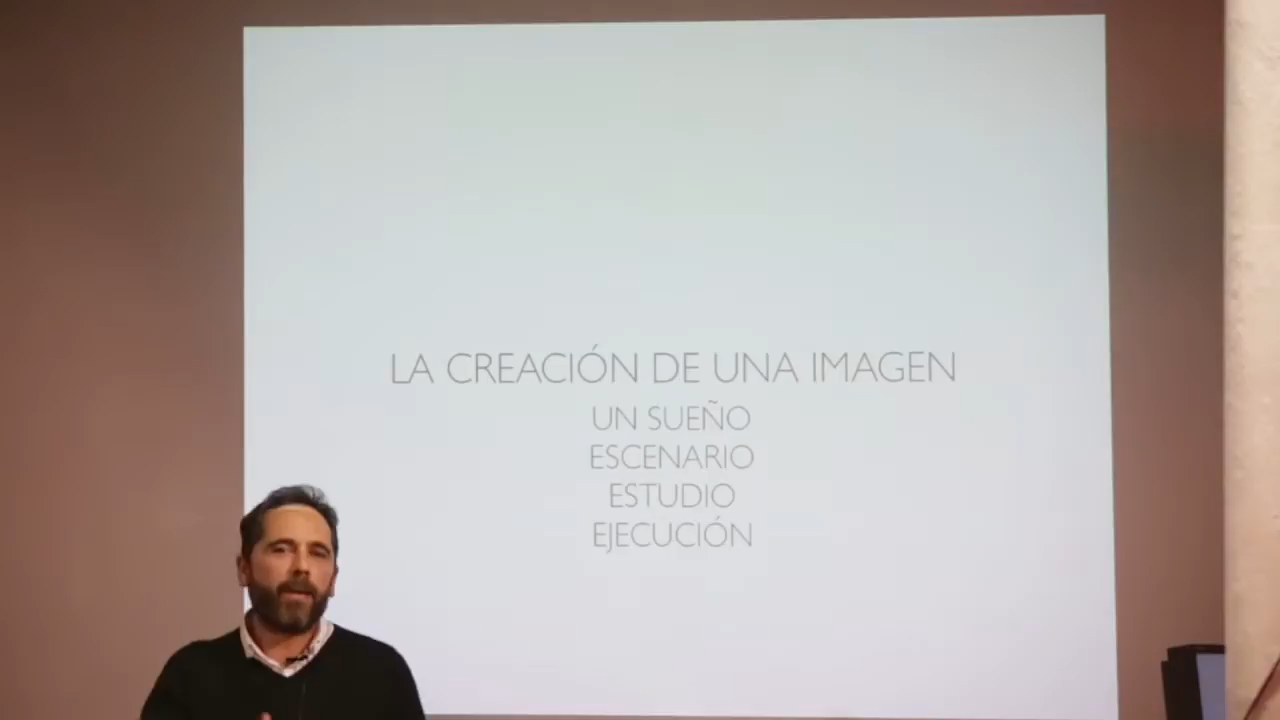 LA CREACIÓN DE UNA IMAGEN
UN SUEÑO
ESCENARIO
ESTUDIO
EJECUCIÓN